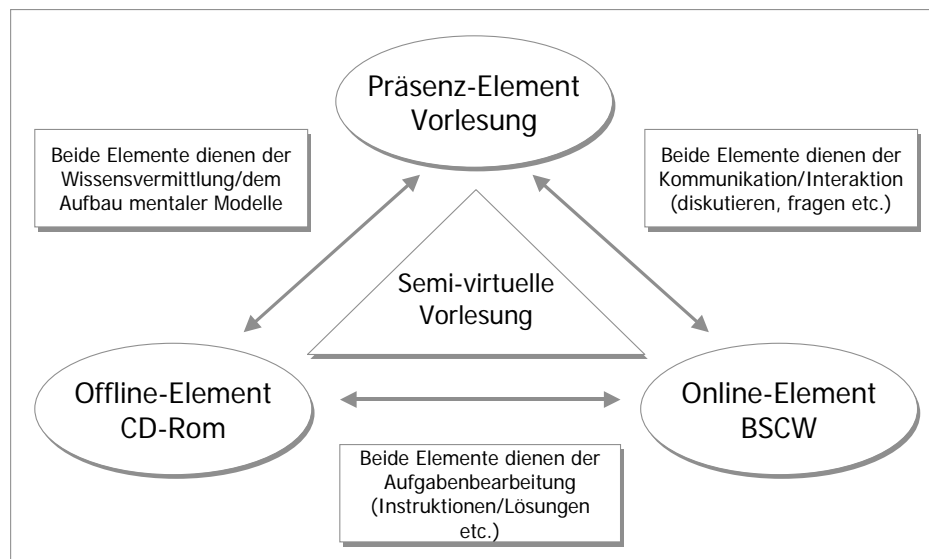 Präsenz-Element
Vorlesung
Beide Elemente dienen der
Wissensvermittlung/dem
Aufbau mentaler Modelle
Beide Elemente dienen der
Kommunikation/Interaktion
(diskutieren, fragen etc.)
Semi-virtuelle
Vorlesung
Offline-Element
CD-Rom
Online-Element
BSCW
Beide Elemente dienen der
Aufgabenbearbeitung
(Instruktionen/Lösungen
etc.)